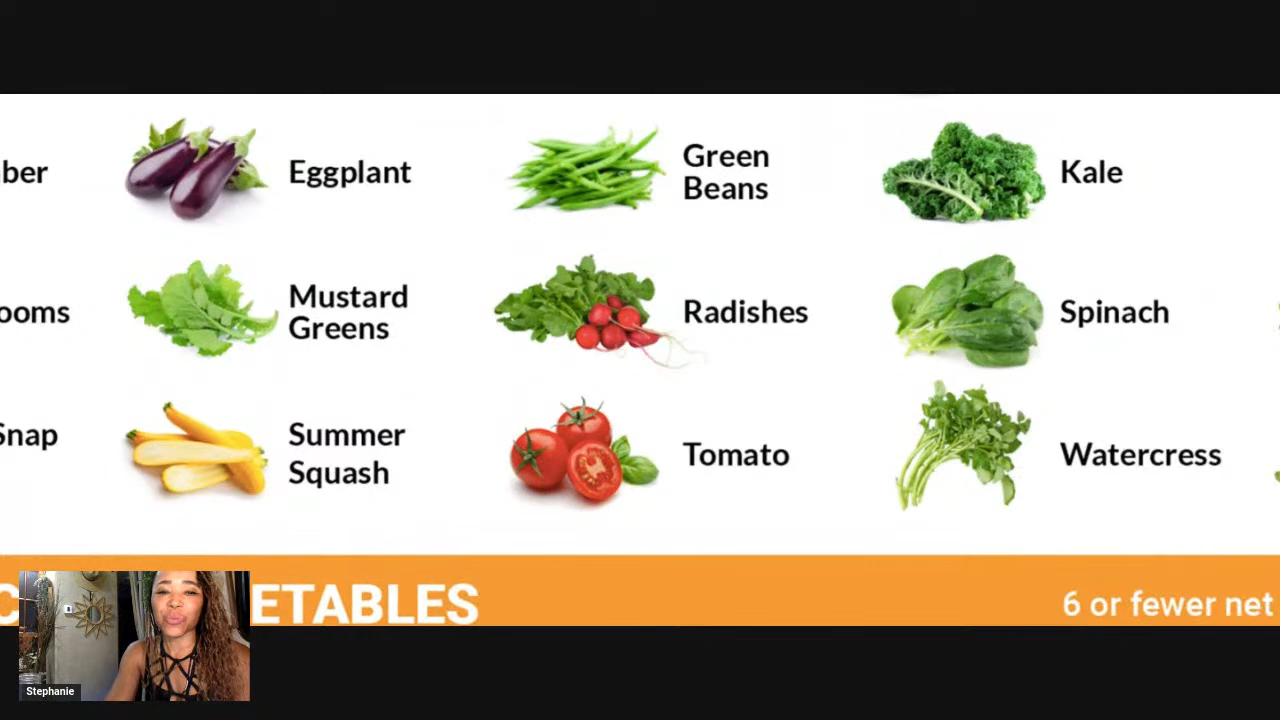 ber
Eggplant
Green
Beans
Kale
ooms
Mustard
Greens
Radishes
Spinach
Snap
Summer
Squash
Tomato
Watercress
ETABLES
6 or fewer net
Stephanie